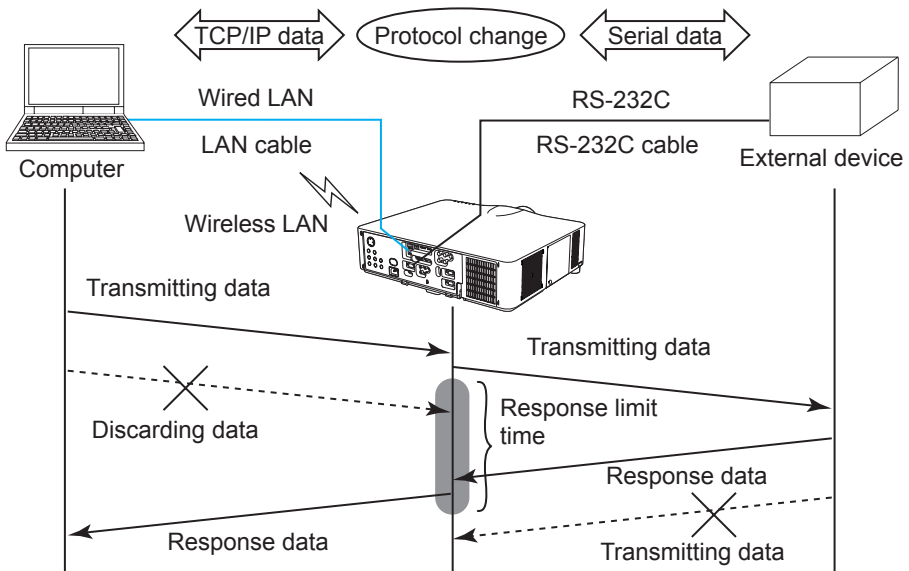 TCP/IP data
Protocol change
Serial data
Wired LAN
RS-232C
LAN cable
RS-232C cable
Computer
External device
Wireless LAN
Transmitting data
Transmitting data
Discarding data
Response limit
time
Response data
Response data
Transmitting data